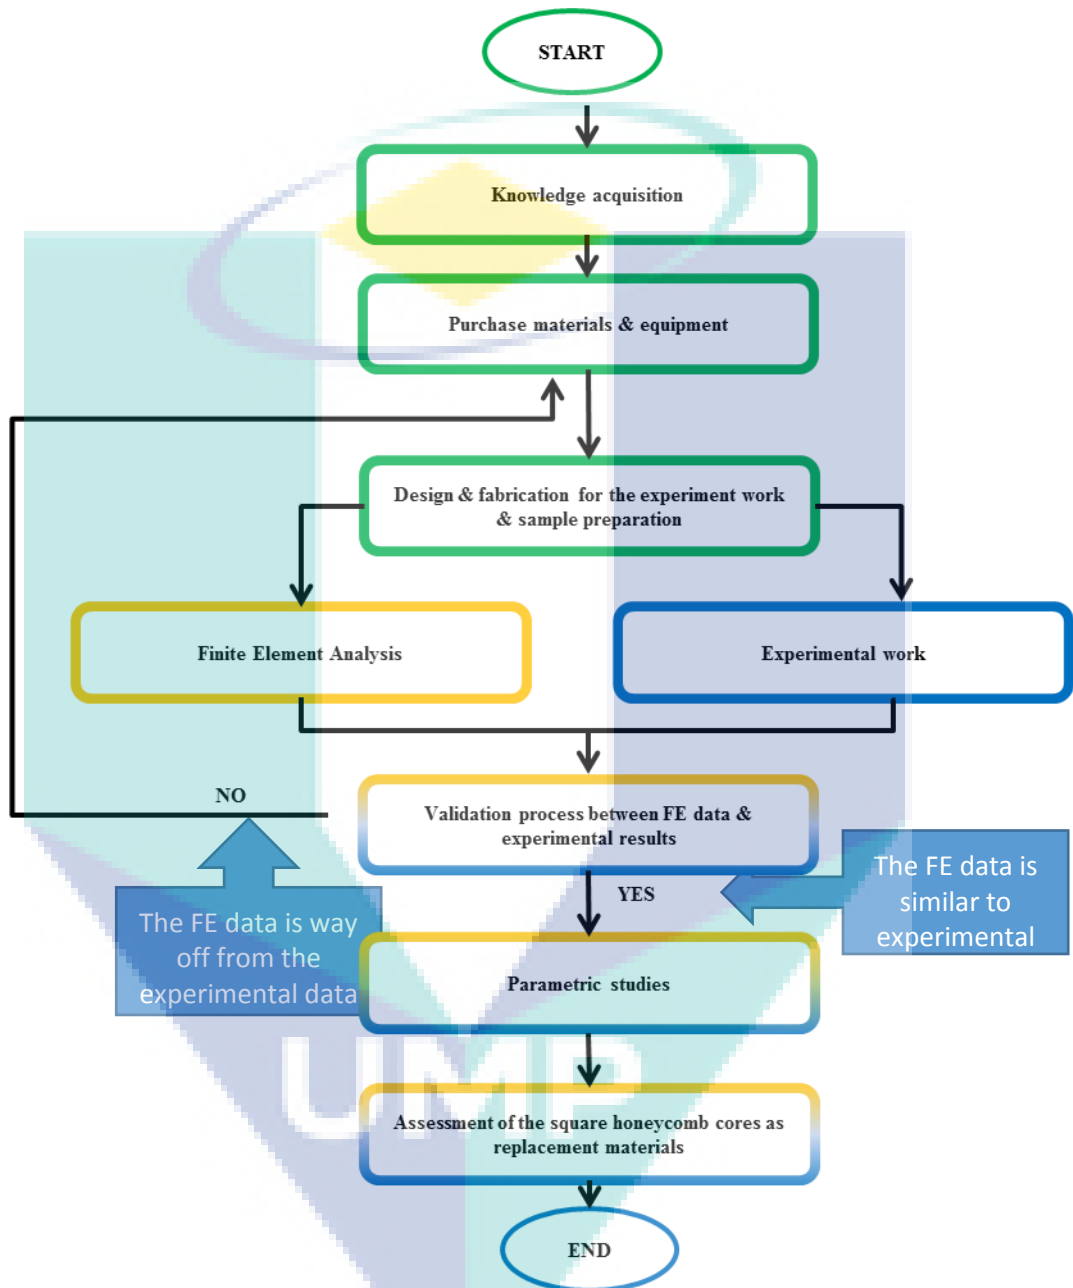 START
Knowledge acquisition
Purchase materials & equipment
Design & fabrication for the experiment work
& sample preparation
Finite Element Analysis
Experimental work
NO
Validation process between FE data &
experimental results
The FE data is
similar to
experimental
YES
The FE data is way
off from the
experimental data
Parametric studies
UMP
Assessment of the square honeycomb cores as
replacement materials
END